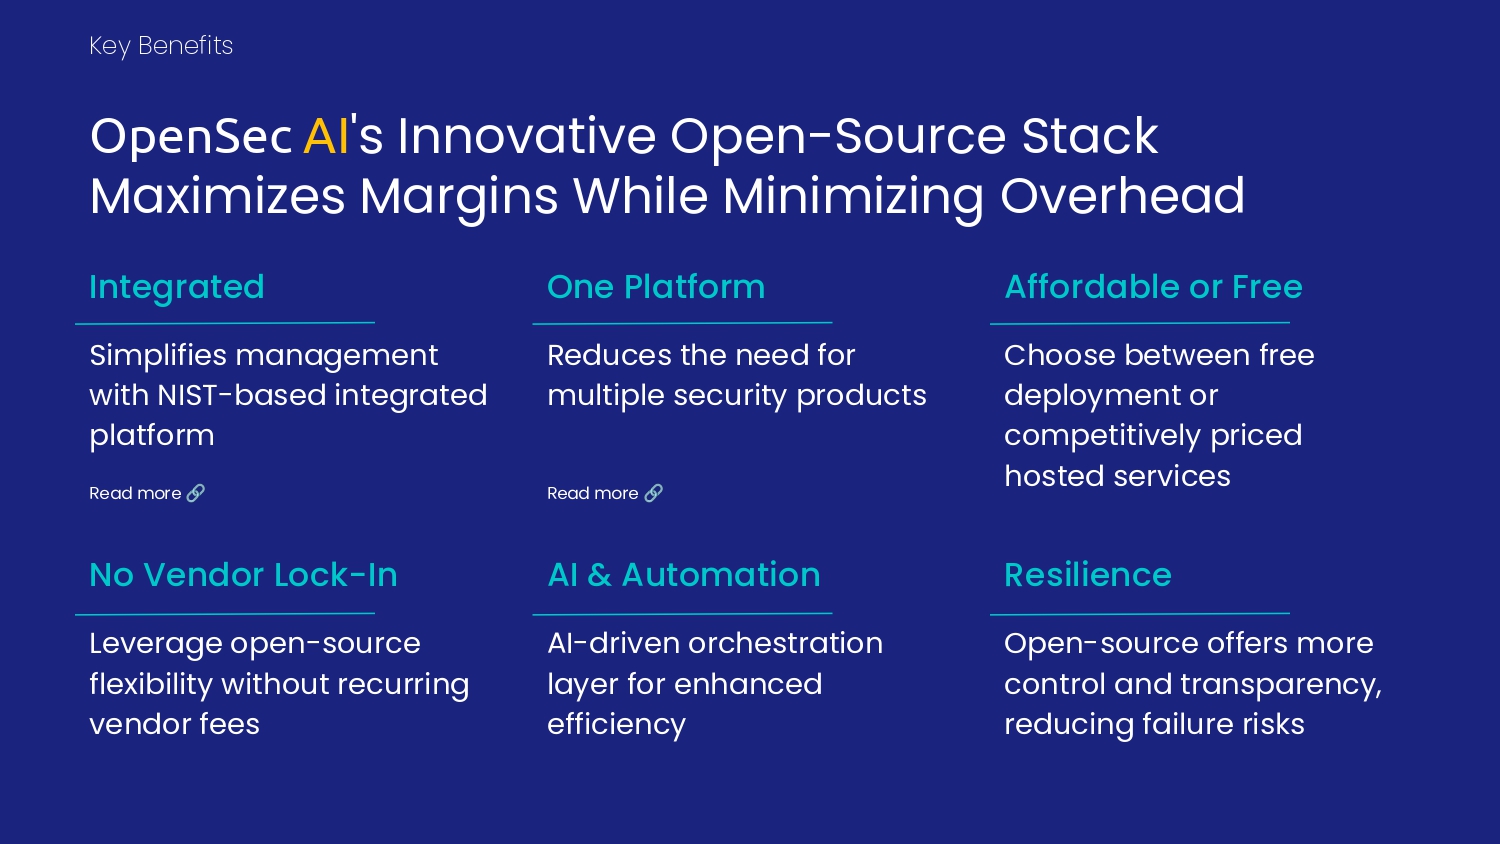 Key Benefits
OpenSec AI's Innovative Open-Source Stack
Maximizes Margins While Minimizing Overhead
Integrated
Simplifies management
with NIST-based integrated
platform
Read more 🔗
One Platform
Reduces the need for
multiple security products
Read more 🔗
Affordable or Free
Choose between free
deployment or
competitively priced
hosted services
No Vendor Lock-In
Leverage open-source
flexibility without recurring
vendor fees
AI & Automation
AI-driven orchestration
layer for enhanced
efficiency
Resilience
Open-source offers more
control and transparency,
reducing failure risks